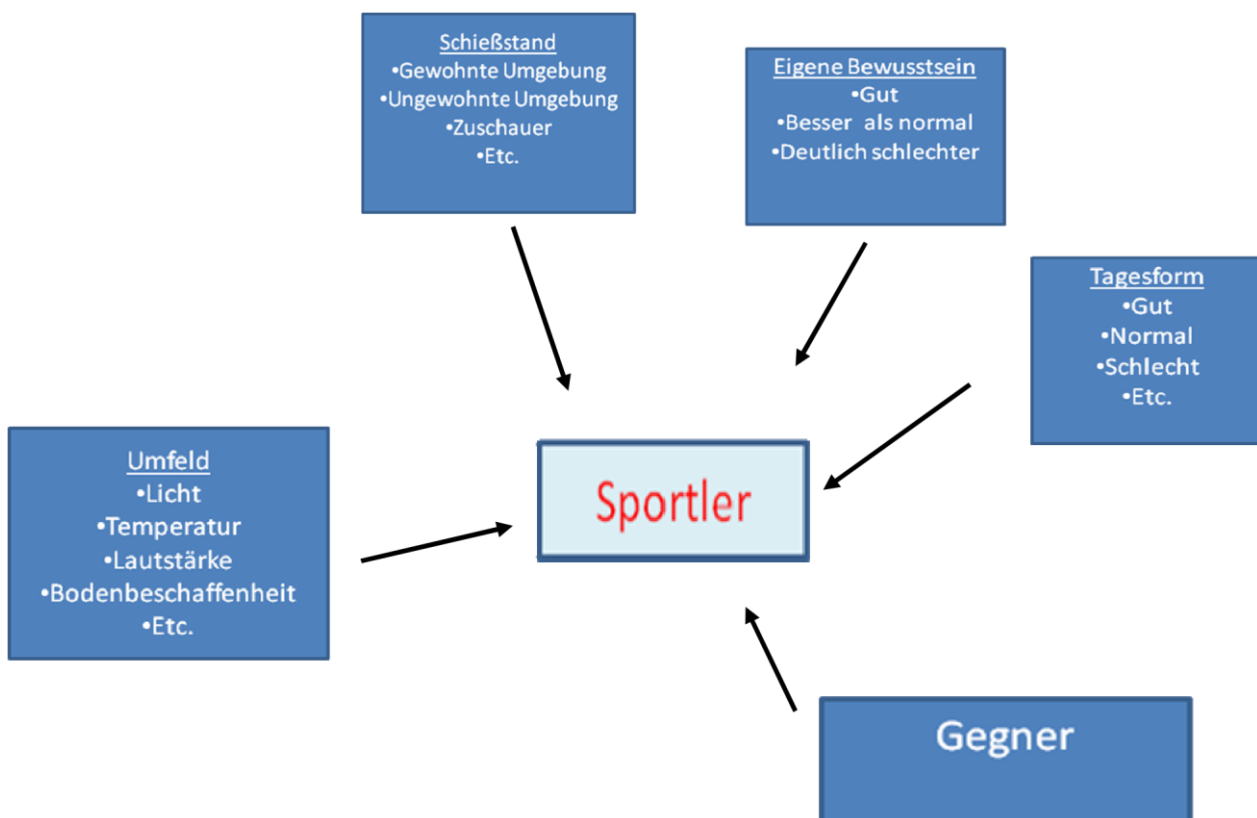 Schießstand
•Gewohnte Umgebung
•Ungewohnte Umgebung
•Zuschauer
•Etc.
Eigene Bewusstsein
•Gut
•Besser als normal
•Deutlich schlechter
Tagesform
•Gut
•Normal
•Schlecht
•Etc.
Umfeld
•Licht
•Temperatur
•Lautstärke
•Bodenbeschaffenheit
•Etc.
Sportler
Gegner